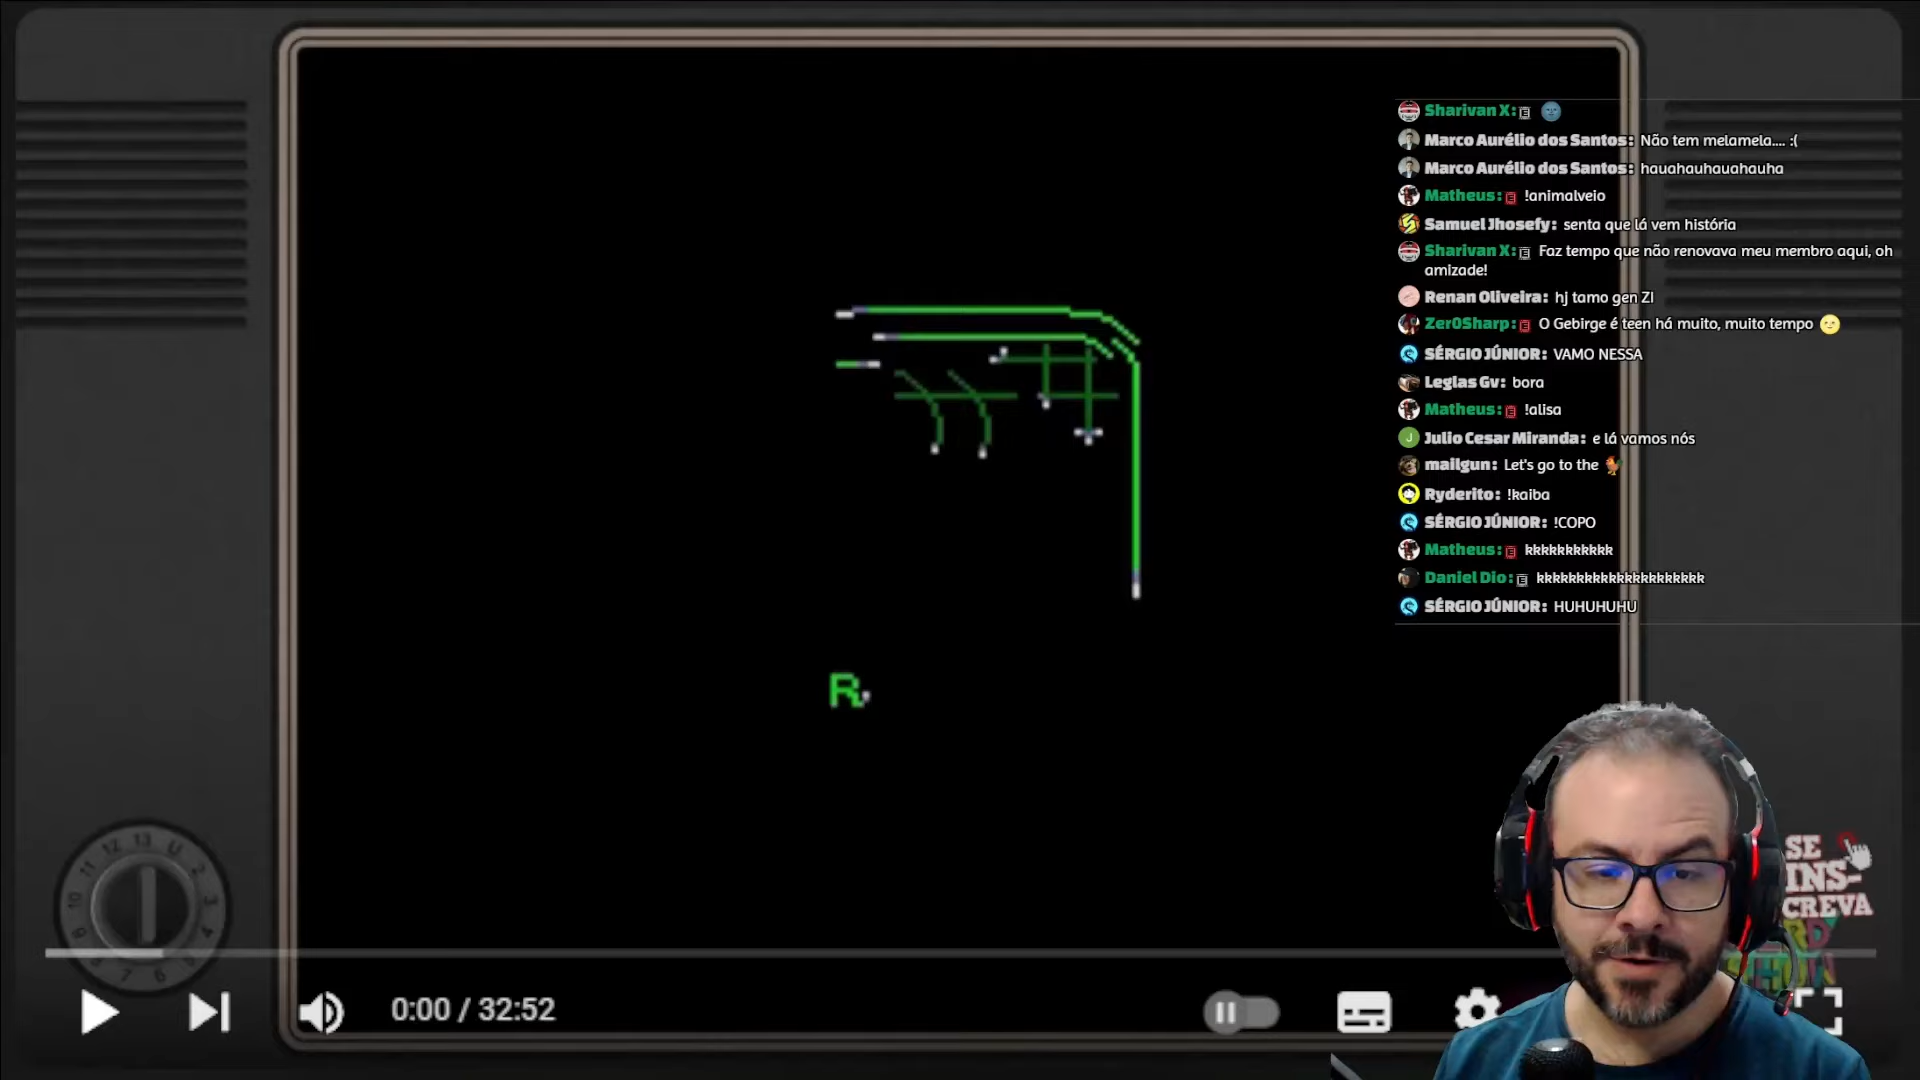 Sharivan X:
Marco Aurélio dos Santos: Não tem melamela.... :(
Marco Aurélio dos Santos: hauahauhauahauha
Matheus: !animalveio
Samuel Jhosefy: senta que lá vem história
Sharivan X: Faz tempo que não renovava meu membro aqui, oh
amizade!
Renan Oliveira: hj tamo gen ZI
Zer0Sharp: O Gebirge é teen há muito, muito tempo 🌝
SÉRGIO JÚNIOR: VAMO NESSA
Leglas Gv: bora
Matheus: !alisa
J Julio Cesar Miranda: e lá vamos nós
mailgun: Let's go to the 🐓
Ryderito: !kaiba
SÉRGIO JÚNIOR: !COPO
Matheus: kkkkkkkkkkk
Daniel Dio: kkkkkkkkkkkkkkkkkkkkk
SÉRGIO JÚNIOR: HUHUHUHU
R
SE
INS-
CREVA
0:00 / 32:52